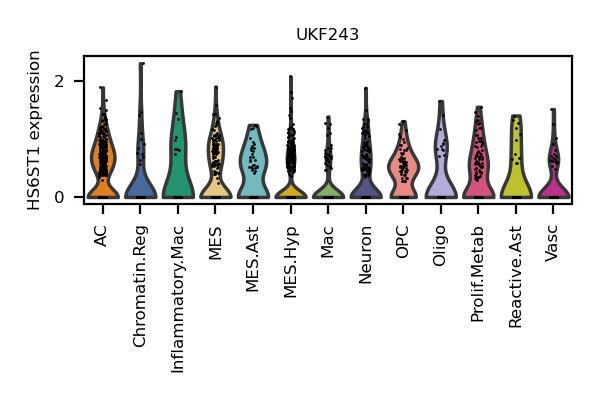 UKF243
HS6ST1 expression
2
0
AC
Chromatin.Reg
Inflammatory.Mac
MES
MES.Ast
MES.Hyp
Mac
Neuron
OPC
Oligo
Prolif.Metab
Reactive.Ast
Vasc